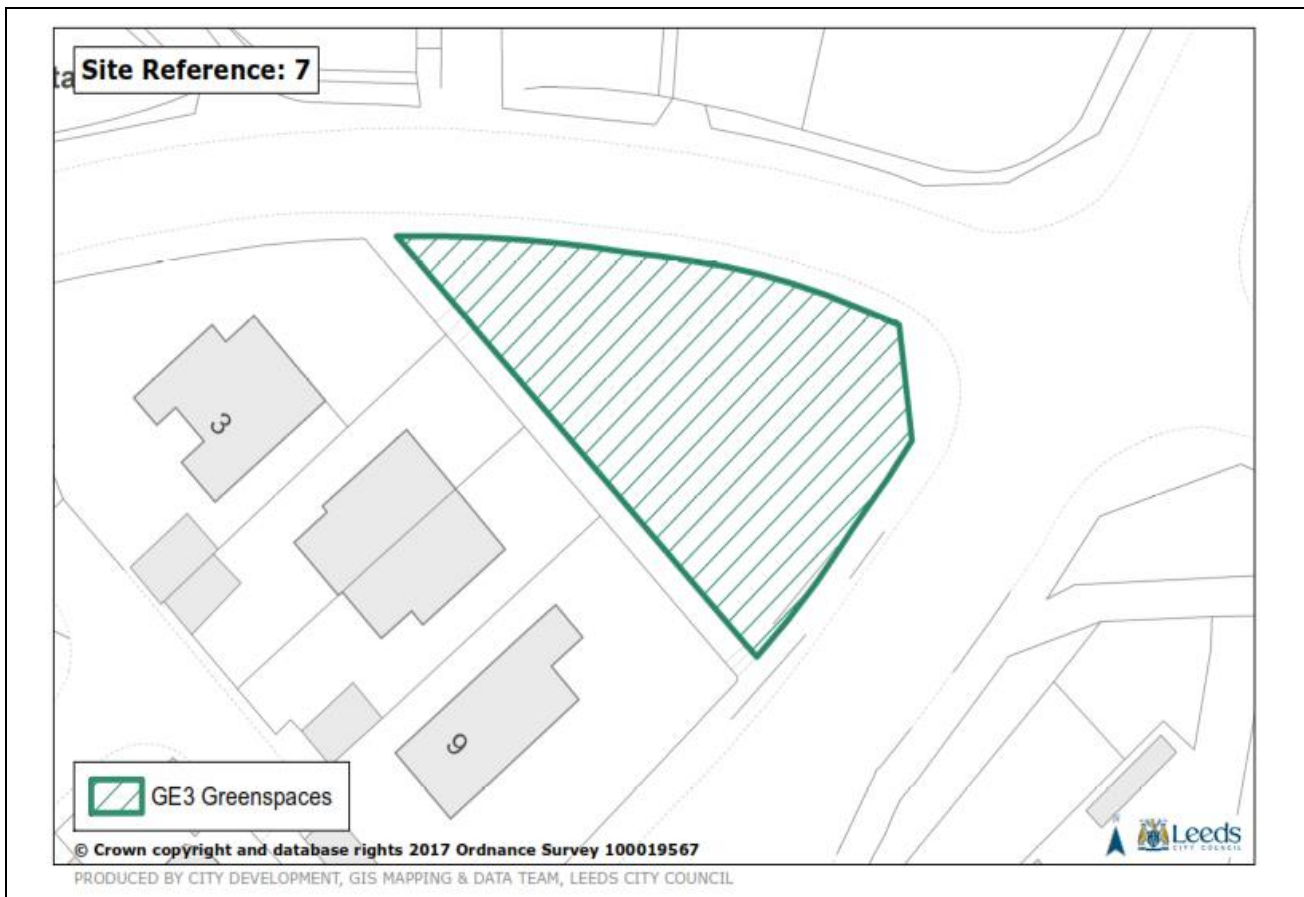 Site Reference: 7
ta
3
9
GE3 Greenspaces
N
Leeds
CITY COUNCIL
© Crown copyright and database rights 2017 Ordnance Survey 100019567
PRODUCED BY CITY DEVELOPMENT, GIS MAPPING & DATA TEAM, LEEDS CITY COUNCIL